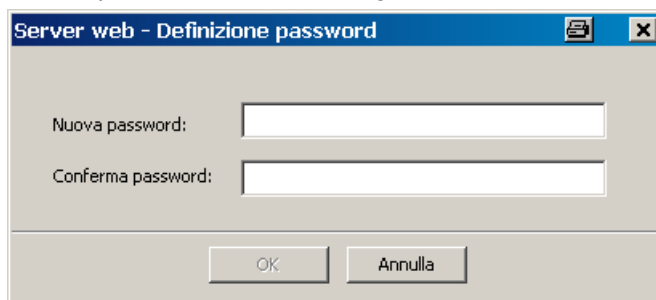 Server web - Definizione password
Nuova password:
Conferma password:
OK
Annulla